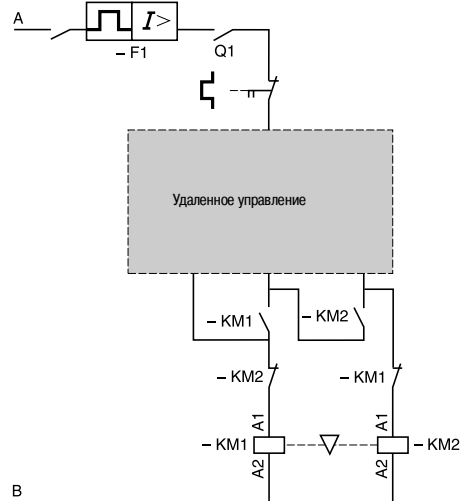 A
I >
– F1
Q1
Удаленное управление
– KM1
– KM2
– KM2
– KM1
A1
A1
– KM1
– KM2
A2
A2
B